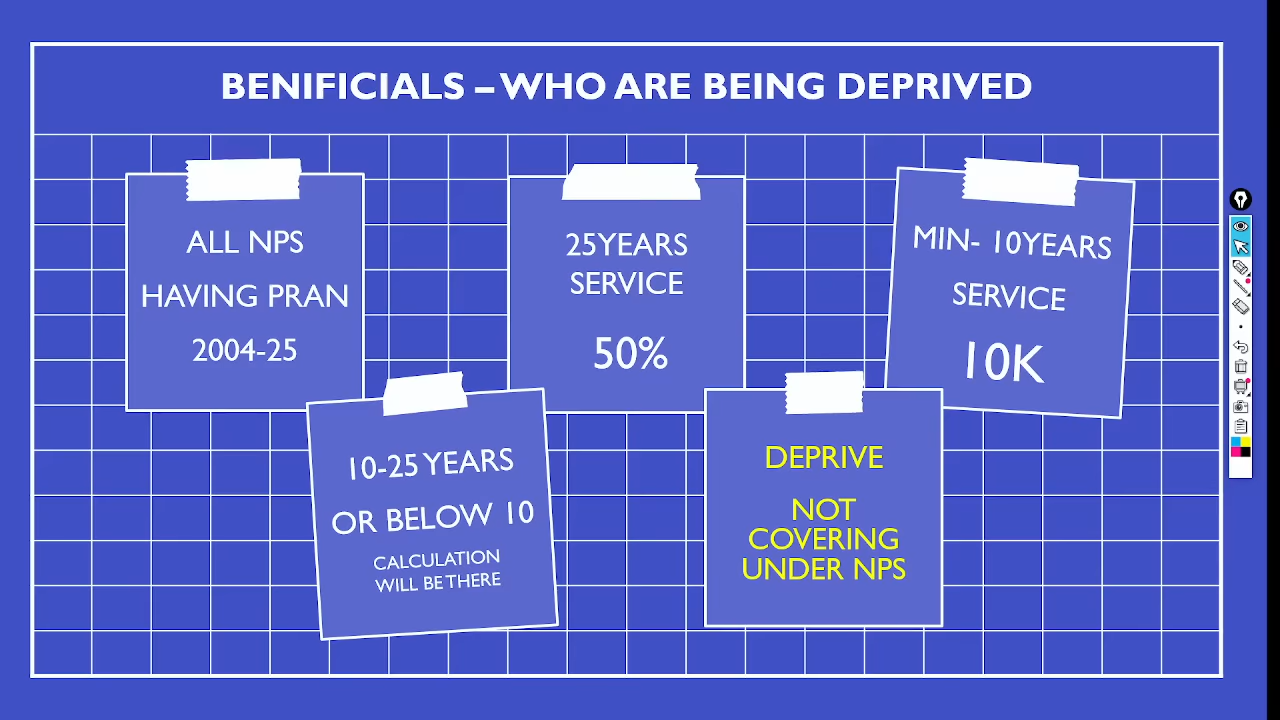 BENIFICIALS – WHO ARE BEING DEPRIVED
ALL NPS
HAVING PRAN
2004-25
25YEARS
SERVICE
50%
MIN- 10YEARS
SERVICE
10K
10-25 YEARS
OR BELOW 10
CALCULATION
WILL BE THERE
DEPRIVE
NOT
COVERING
UNDER NPS